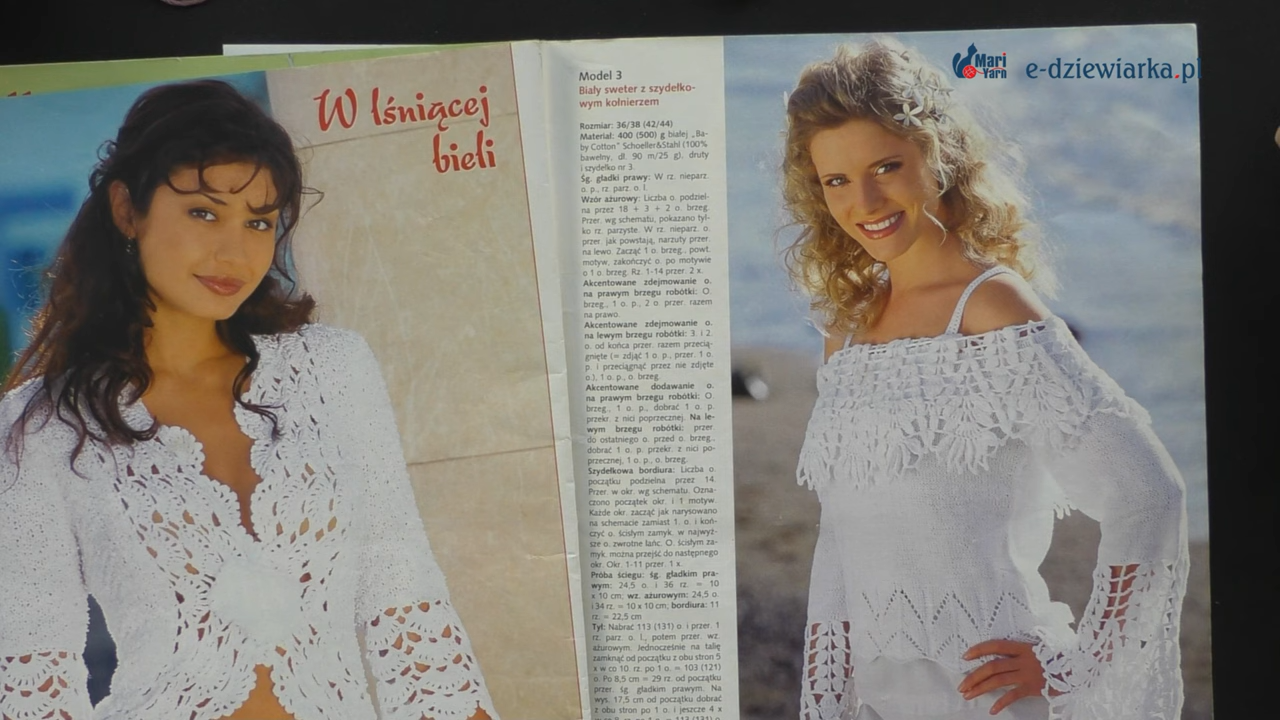 W lśniącej
bieli
Model 3
Biały sweter z szydełko-
wym kołnierzem
Rozmiar: 36/38 (42/44)
Materiał: 400 (500) g białej „Ba-
by Cotton" Schoeller&Stahl (100%
bawełny, dł. 90 m/25 g), druty
i szydełko nr 3.
Śg. gładki prawy: W rz. nieparz.
o. p., rz. parz. o. l.
Wzór ażurowy: Liczba o. podziel-
na przez 18 + 3 + 2 o. brzeg.
Przer. wg schematu, pokazano tyl-
ko rz. parzyste. W rz. nieparz. o.
przer. jak powstają, narzuty przer.
na lewo. Zacząć 1 o. brzeg., powt.
motyw, zakończyć o. po motywie
o 1 o. brzeg. Rz. 1-14 przer. 2 x.
Akcentowane zdejmowanie o.
na prawym brzegu robótki: O.
brzeg., 1 o. p., 2 o. przer. razem
na prawo.
Akcentowane zdejmowanie o.
na lewym brzegu robótki: 3. i 2.
o. od końca przer. razem przecią-
gnięte (= zdjąć 1 o. p., przer. 1 o.
p. i przeciągnąć przez nie zdjęte
o.), 1 o. p., o. brzeg.
Akcentowane dodawanie o.
na prawym brzegu robótki: O.
brzeg., 1 o. p., dobrać 1 o. p.
przekr. z nici poprzecznej. Na le-
wym brzegu robótki: przer.
do ostatniego o. przed o. brzeg.,
dobrać 1 o. p. przekr. z nici po-
przecznej, 1 o. p., o. brzeg.
Szydełkowa bordiura: Liczba o.
początku podzielna przez 14.
Przer. w okr. wg schematu. Ozna-
czono początek okr. i 1 motyw.
Każde okr. zacząć jak narysowano
na schemacie zamiast 1. o. i koń-
czyć o. ścisłym zamyk. w najwyż-
sze o. zwrotne łańc. O. ścisłym za-
myk. można przejść do następnego
okr. Okr. 1-11 przer. 1 x.
Próba ściegu: śg. gładkim pra-
wym: 24,5 o. i 36 rz. = 10
x 10 cm; wz. ażurowym: 24,5 o.
i 34 rz. = 10 x 10 cm; bordiura: 11
rz. = 22,5 cm
Tył: Nabrać 113 (131) o. i przer. 1
rz. parz. o. l., potem przer. wz.
ażurowym. Jednocześnie na talię
zamknąć od początku z obu stron 5
x w co 10. rz. po 1 o. = 103 (121)
o. Po 8,5 cm = 29 rz. od początku
przer. śg. gładkim prawym. Na
wys. 17,5 cm od początku dobrać
z obu stron po 1 o. i jeszcze 4 x
Mari
Yarn
e-dziewiarka.pl